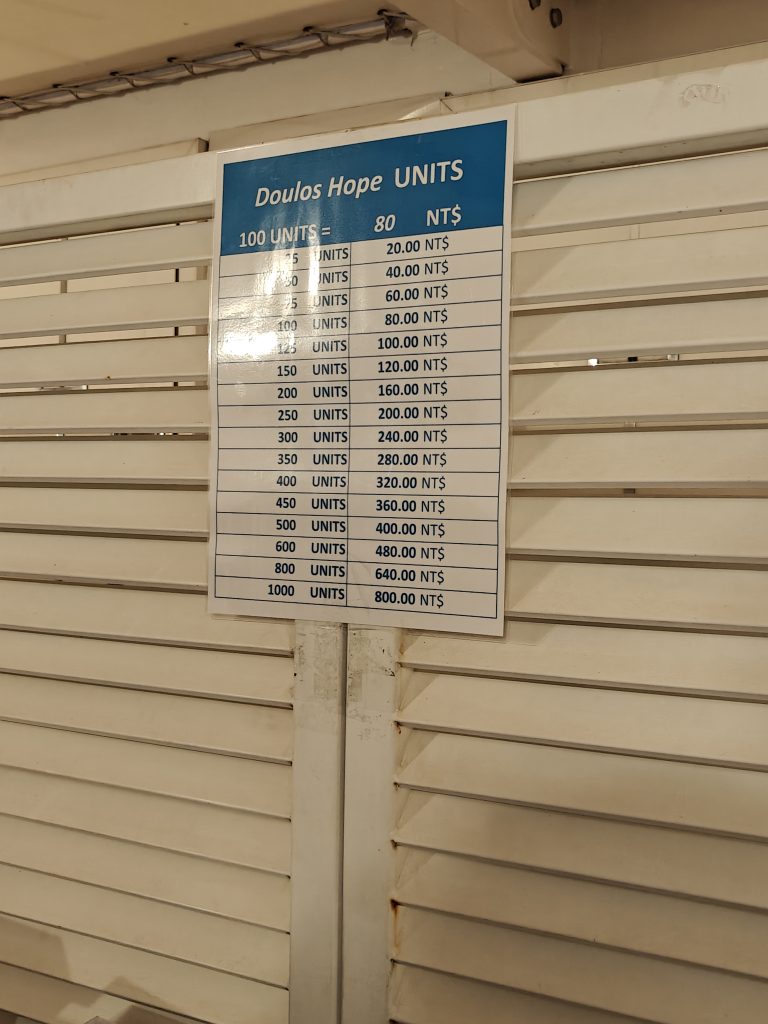 Doulos Hope UNITS
100 UNITS = 80 NT$
25 UNITS 20.00 NT$
50 UNITS 40.00 NT$
75 UNITS 60.00 NT$
100 UNITS 80.00 NT$
125 UNITS 100.00 NT$
150 UNITS 120.00 NT$
200 UNITS 160.00 NT$
250 UNITS 200.00 NT$
300 UNITS 240.00 NT$
350 UNITS 280.00 NT$
400 UNITS 320.00 NT$
450 UNITS 360.00 NT$
500 UNITS 400.00 NT$
600 UNITS 480.00 NT$
800 UNITS 640.00 NT$
1000 UNITS 800.00 NT$